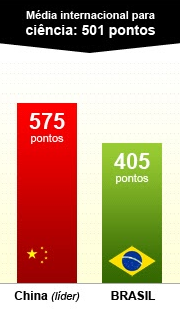 Média internacional para
ciência: 501 pontos
575
pontos
405
pontos
China (líder)
BRASIL